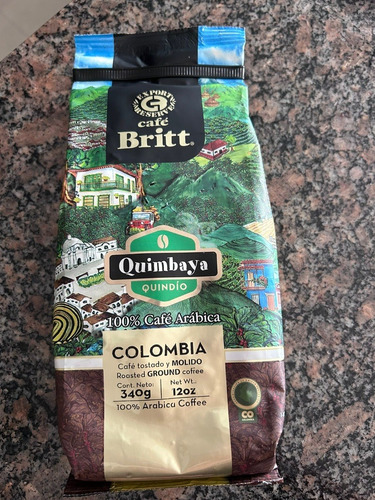 EXPORT
RESERVE
café
Britt®
Quimbaya
QUINDÍO
100% Café Arábica
COLOMBIA
Café tostado y MOLIDO
Roasted GROUND coffee
Cont. Neto: Net Wt.:
340g 12oz
100% Arabica Coffee
CO